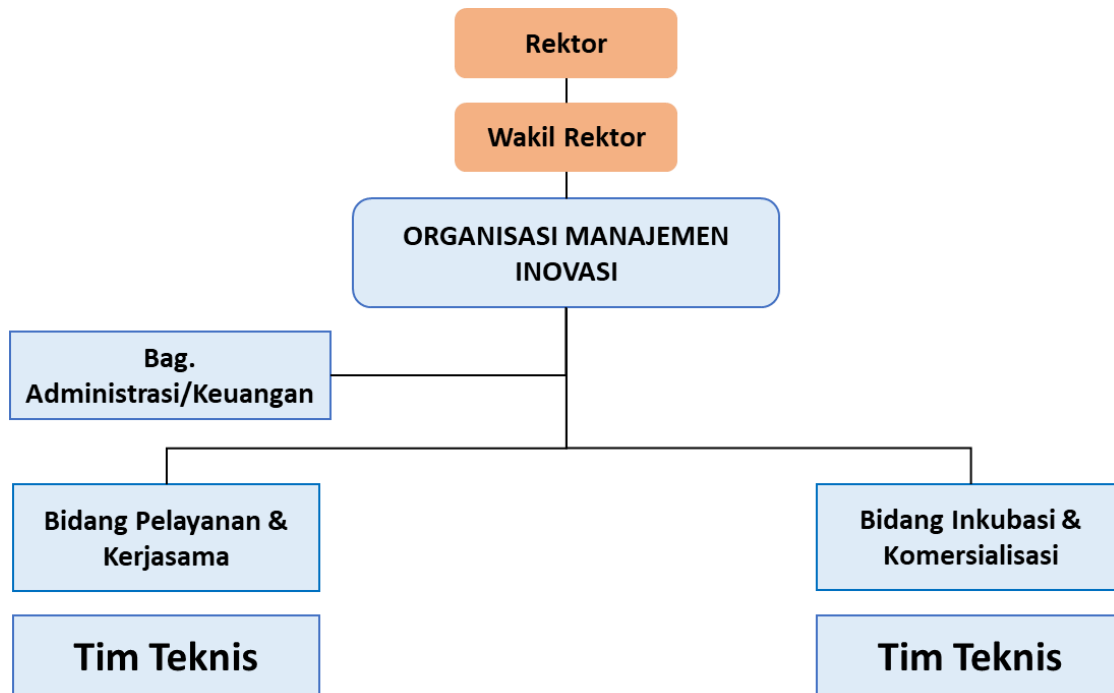 Rektor
Wakil Rektor
ORGANISASI MANAJEMEN
INOVASI
Bag.
Administrasi/Keuangan
Bidang Pelayanan &
Kerjasama
Bidang Inkubasi &
Komersialisasi
Tim Teknis
Tim Teknis